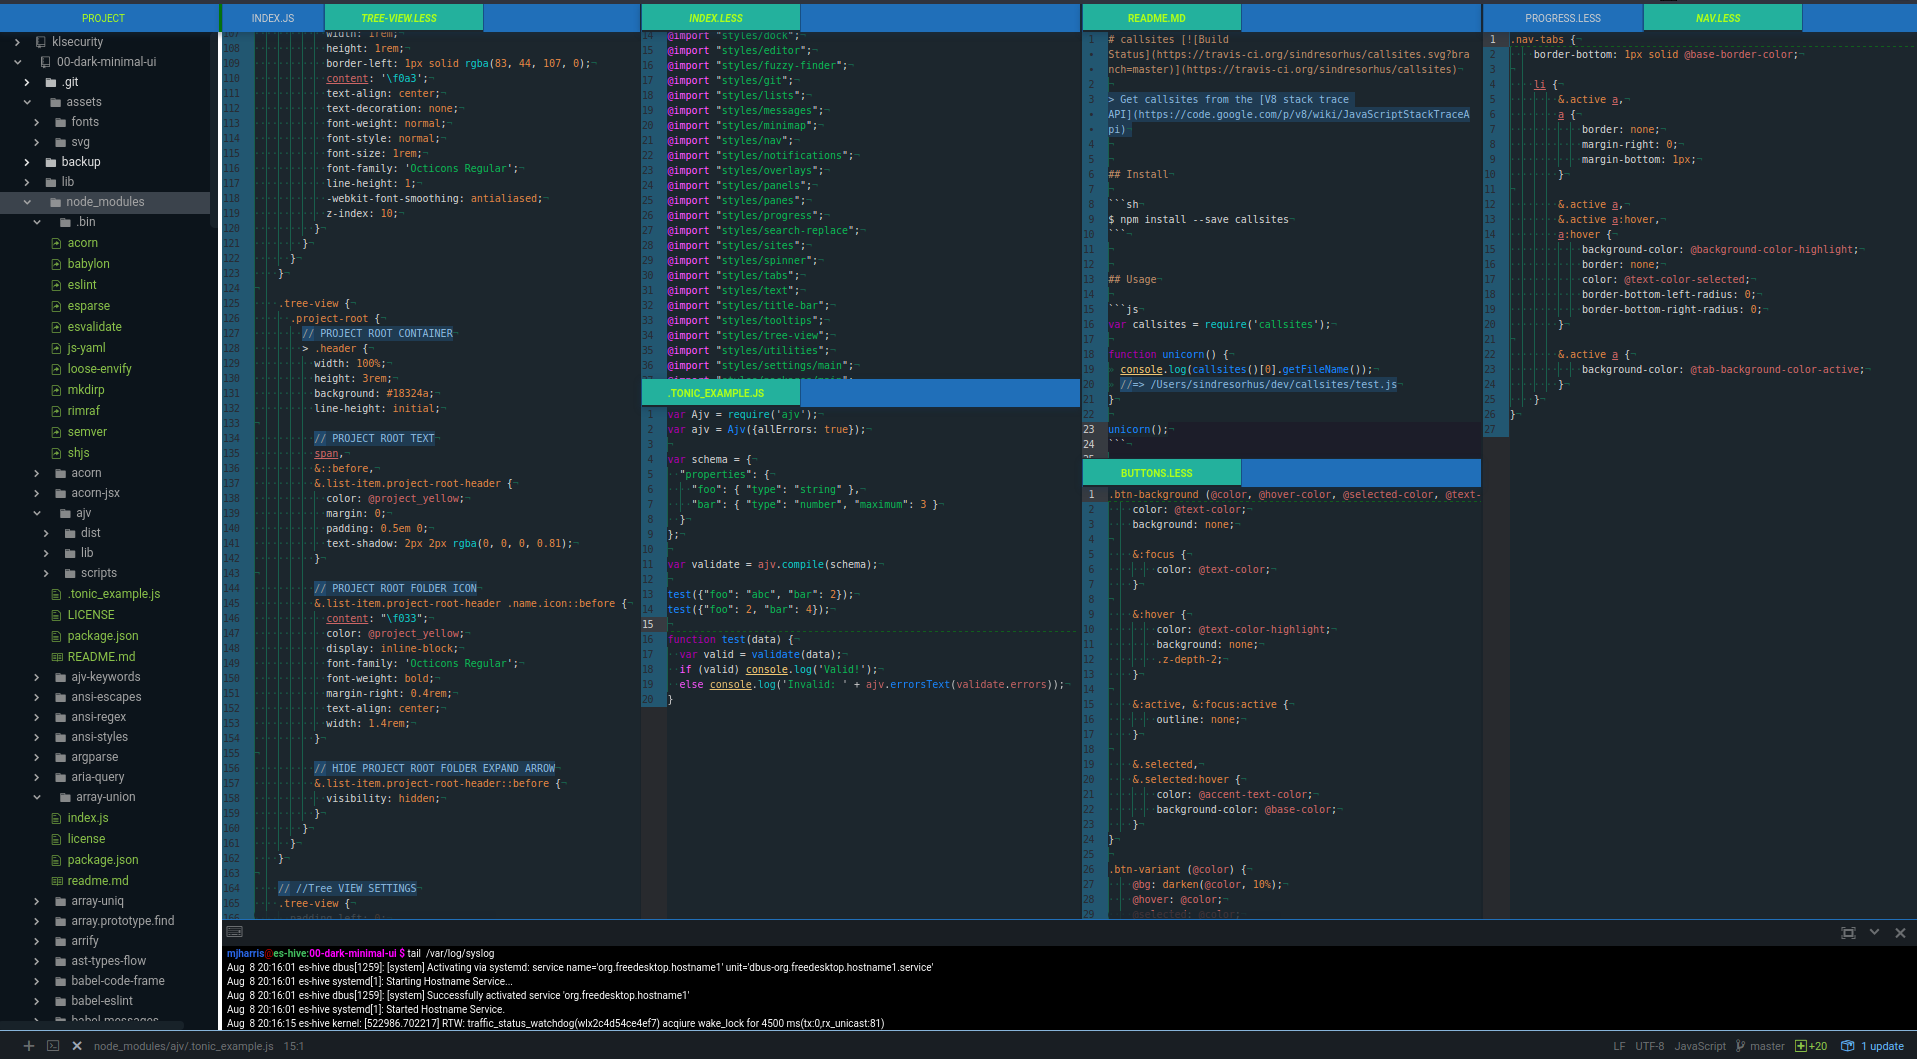 PROJECT
klsecurity
00-dark-minimal-ui
.git
assets
fonts
svg
backup
lib
node_modules
.bin
acorn
babylon
eslint
esparse
esvalidate
js-yaml
loose-envify
mkdirp
rimraf
semver
shjs
acorn
acorn-jsx
ajv
dist
lib
scripts
.tonic_example.js
LICENSE
package.json
README.md
ajv-keywords
ansi-escapes
ansi-regex
ansi-styles
argparse
aria-query
array-union
index.js
license
package.json
readme.md
array-uniq
array.prototype.find
arrify
ast-types-flow
babel-code-frame
babel-eslint
babel-messages
INDEX.JS TREE-VIEW.LESS
107 width: 1rem;
108 height: 1rem;
109 border-left: 1px solid rgba(83, 44, 107, 0);
110 content: '\f0a3';
111 text-align: center;
112 text-decoration: none;
113 font-weight: normal;
114 font-style: normal;
115 font-size: 1rem;
116 font-family: 'Octicons Regular';
117 line-height: 1;
118 -webkit-font-smoothing: antialiased;
119 z-index: 10;
120 }
121 }
122 }
123 }
124
125 .tree-view {
126 .project-root {
127 // PROJECT ROOT CONTAINER
128 > .header {
129 width: 100%;
130 height: 3rem;
131 background: #18324a;
132 line-height: initial;
133
134 // PROJECT ROOT TEXT
135 span,
136 &::before,
137 &.list-item.project-root-header {
138 color: @project_yellow;
139 margin: 0;
140 padding: 0.5em 0;
141 text-shadow: 2px 2px rgba(0, 0, 0, 0.81);
142 }
143
144 // PROJECT ROOT FOLDER ICON
145 &.list-item.project-root-header .name.icon::before {
146 content: "\f033";
147 color: @project_yellow;
148 display: inline-block;
149 font-family: 'Octicons Regular';
150 font-weight: bold;
151 margin-right: 0.4rem;
152 text-align: center;
153 width: 1.4rem;
154 }
155
156 // HIDE PROJECT ROOT FOLDER EXPAND ARROW
157 &.list-item.project-root-header::before {
158 visibility: hidden;
159 }
160 }
161 }
162 }
163
164 // //Tree VIEW SETTINGS
165 .tree-view {
166 padding-left: 0;
INDEX.LESS
14 @import "styles/dock";
15 @import "styles/editor";
16 @import "styles/fuzzy-finder";
17 @import "styles/git";
18 @import "styles/lists";
19 @import "styles/messages";
20 @import "styles/minimap";
21 @import "styles/nav";
22 @import "styles/notifications";
23 @import "styles/overlays";
24 @import "styles/panels";
25 @import "styles/panes";
26 @import "styles/progress";
27 @import "styles/search-replace";
28 @import "styles/sites";
29 @import "styles/spinner";
30 @import "styles/tabs";
31 @import "styles/text";
32 @import "styles/title-bar";
33 @import "styles/tooltips";
34 @import "styles/tree-view";
35 @import "styles/utilities";
36 @import "styles/settings/main";
.TONIC_EXAMPLE.JS
1 var Ajv = require('ajv');
2 var ajv = Ajv({allErrors: true});
3
4 var schema = {
5 "properties": {
6 "foo": { "type": "string" },
7 "bar": { "type": "number", "maximum": 3 }
8 }
9 };
10
11 var validate = ajv.compile(schema);
12
13 test({"foo": "abc", "bar": 2});
14 test({"foo": 2, "bar": 4});
15
16 function test(data) {
17 var valid = validate(data);
18 if (valid) console.log('Valid!');
19 else console.log('Invalid: ' + ajv.errorsText(validate.errors));
20 }
README.MD
1 # callsites [![Build
• Status](https://travis-ci.org/sindresorhus/callsites.svg?bra
• nch=master)](https://travis-ci.org/sindresorhus/callsites)
2
3 > Get callsites from the [V8 stack trace
• API](https://code.google.com/p/v8/wiki/JavaScriptStackTraceA
• pi)
4
5
6 ## Install
7
8 ```sh
9 $ npm install --save callsites
10 ```
11
12
13 ## Usage
14
15 ```js
16 var callsites = require('callsites');
17
18 function unicorn() {
19 console.log(callsites()[0].getFileName());
20 //=> /Users/sindresorhus/dev/callsites/test.js
21 }
22
23 unicorn();
24 ```
25
BUTTONS.LESS
1 .btn-background (@color, @hover-color, @selected-color, @text-
2 color: @text-color;
3 background: none;
4
5 &:focus {
6 color: @text-color;
7 }
8
9 &:hover {
10 color: @text-color-highlight;
11 background: none;
12 .z-depth-2;
13 }
14
15 &:active, &:focus:active {
16 outline: none;
17 }
18
19 &.selected,
20 &.selected:hover {
21 color: @accent-text-color;
22 background-color: @base-color;
23 }
24 }
25
26 .btn-variant (@color) {
27 @bg: darken(@color, 10%);
28 @hover: @color;
29 @selected: @color;
PROGRESS.LESS NAV.LESS
1 .nav-tabs {
2 border-bottom: 1px solid @base-border-color;
3
4 li {
5 &.active a,
6 a {
7 border: none;
8 margin-right: 0;
9 margin-bottom: 1px;
10 }
11
12 &.active a,
13 &.active a:hover,
14 a:hover {
15 background-color: @background-color-highlight;
16 border: none;
17 color: @text-color-selected;
18 border-bottom-left-radius: 0;
19 border-bottom-right-radius: 0;
20 }
21
22 &.active a {
23 background-color: @tab-background-color-active;
24 }
25 }
26 }
27
mjharris@es-hive:00-dark-minimal-ui $ tail /var/log/syslog
Aug 8 20:16:01 es-hive dbus[1259]: [system] Activating via systemd: service name='org.freedesktop.hostname1' unit='dbus-org.freedesktop.hostname1.service'
Aug 8 20:16:01 es-hive systemd[1]: Starting Hostname Service...
Aug 8 20:16:01 es-hive dbus[1259]: [system] Successfully activated service 'org.freedesktop.hostname1'
Aug 8 20:16:01 es-hive systemd[1]: Started Hostname Service.
Aug 8 20:16:15 es-hive kernel: [522986.702217] RTW: traffic_status_watchdog(wlx2c4d54ce4ef7) acqiure wake_lock for 4500 ms(tx:0,rx_unicast:81)
node_modules/ajv/.tonic_example.js 15:1 LF UTF-8 JavaScript master +20 1 update